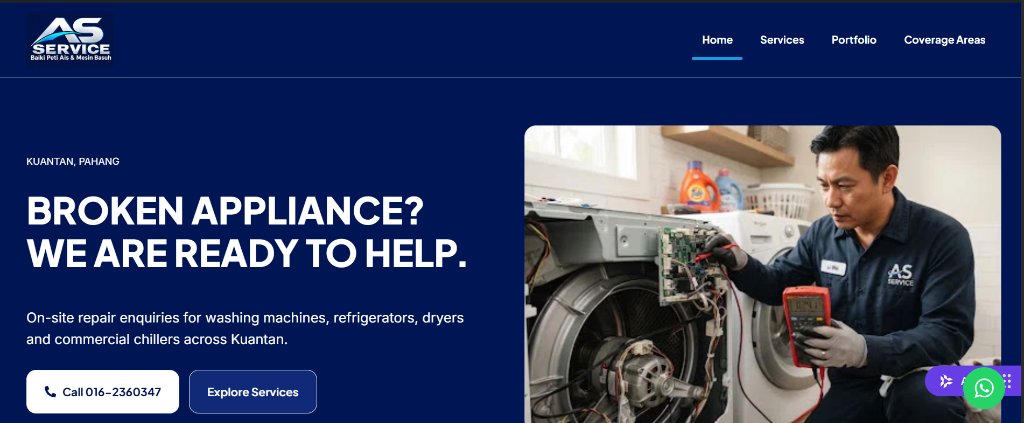 AS
SERVICE
Baiki Peti Ais & Mesin Basuh
Home
Services
Portfolio
Coverage Areas
KUANTAN, PAHANG
BROKEN APPLIANCE?
WE ARE READY TO HELP.
On-site repair enquiries for washing machines, refrigerators, dryers
and commercial chillers across Kuantan.
Call 016-2360347
Explore Services
Tide
AS
SERVICE